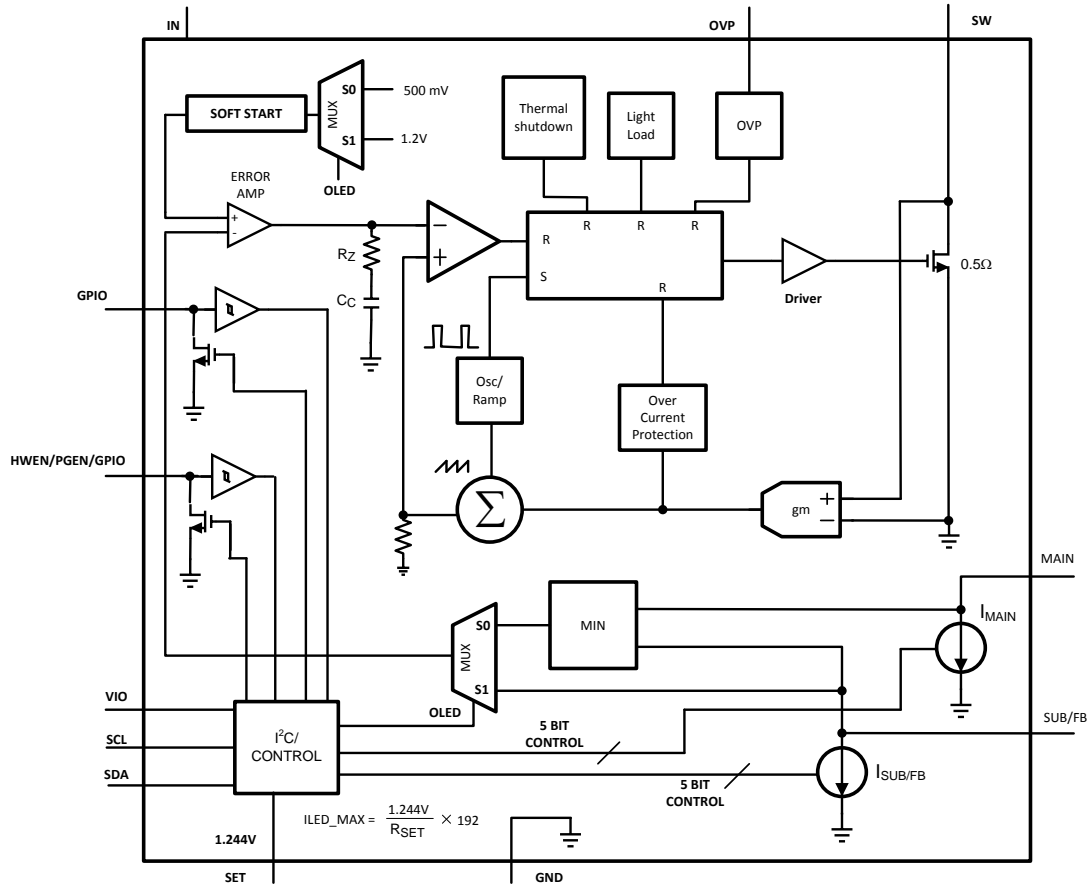 IN
OVP
SW
S0
500 mV
MUX
SOFT START
S1
1.2V
OLED
Thermal
shutdown
Light
Load
OVP
ERROR
AMP
+
-
−
+
R
R
R
R
S
R
Driver
0.5Ω
RZ
CC
GPIO
Osc/
Ramp
Over
Current
Protection
HWEN/PGEN/GPIO
Σ
gm
+
−
MAIN
IMAIN
MIN
S0
MUX
S1
OLED
VIO
SCL
SDA
I²C/
CONTROL
5 BIT
CONTROL
SUB/FB
ISUB/FB
5 BIT
CONTROL
ILED_MAX = 1.244V / RSET × 192
1.244V
SET
GND